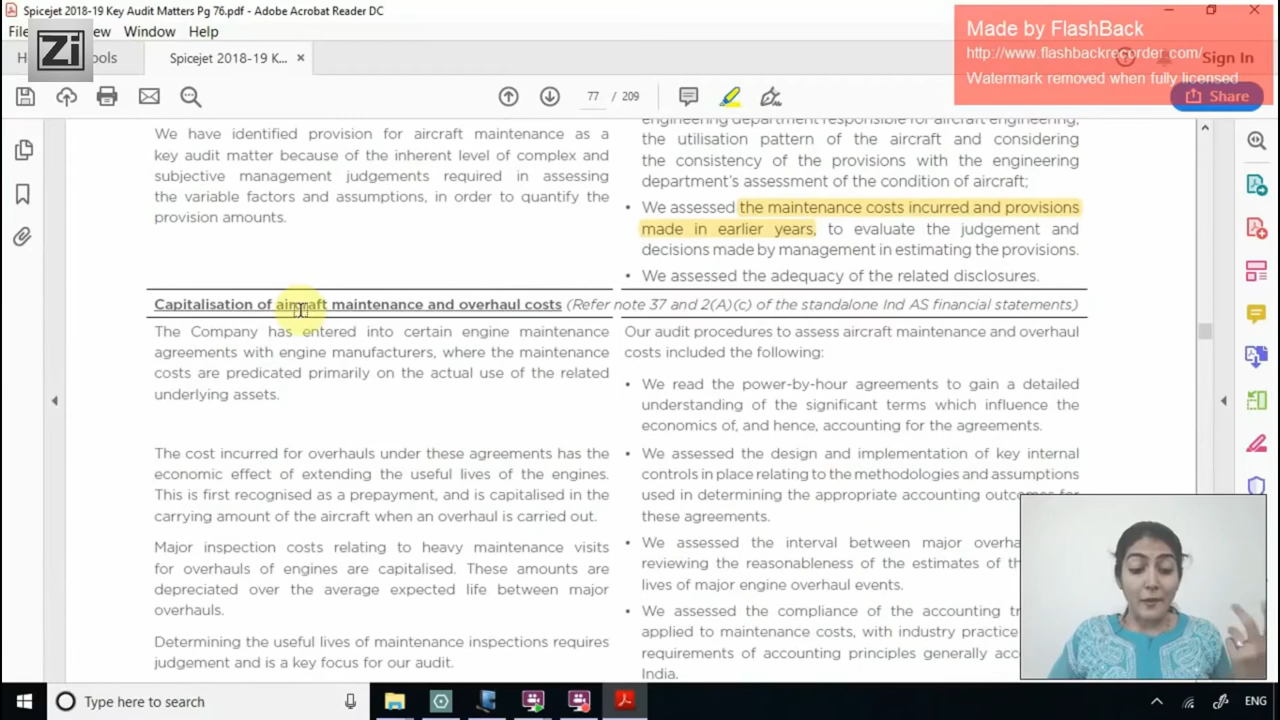 Spicejet 2018-19 Key Audit Matters Pg 76.pdf - Adobe Acrobat Reader DC
Window Help
Spicejet 2018-19 K...
Zi
Made by FlashBack
http://www.flashbackrecorder.com/
Watermark removed when fully licensed
Sign In
77 / 209
Share
We have identified provision for aircraft maintenance as a
key audit matter because of the inherent level of complex and
subjective management judgements required in assessing
the variable factors and assumptions, in order to quantify the
provision amounts.
engineering department responsible for aircraft engineering,
the utilisation pattern of the aircraft and considering
the consistency of the provisions with the engineering
department's assessment of the condition of aircraft;
• We assessed the maintenance costs incurred and provisions
made in earlier years, to evaluate the judgement and
decisions made by management in estimating the provisions.
• We assessed the adequacy of the related disclosures.
Capitalisation of aircraft maintenance and overhaul costs (Refer note 37 and 2(A)(c) of the standalone Ind AS financial statements)
The Company has entered into certain engine maintenance
agreements with engine manufacturers, where the maintenance
costs are predicated primarily on the actual use of the related
underlying assets.
The cost incurred for overhauls under these agreements has the
economic effect of extending the useful lives of the engines.
This is first recognised as a prepayment, and is capitalised in the
carrying amount of the aircraft when an overhaul is carried out.
Major inspection costs relating to heavy maintenance visits
for overhauls of engines are capitalised. These amounts are
depreciated over the average expected life between major
overhauls.
Determining the useful lives of maintenance inspections requires
judgement and is a key focus for our audit.
Our audit procedures to assess aircraft maintenance and overhaul
costs included the following:
• We read the power-by-hour agreements to gain a detailed
understanding of the significant terms which influence the
economics of, and hence, accounting for the agreements.
• We assessed the design and implementation of key internal
controls in place relating to the methodologies and assumptions
used in determining the appropriate accounting outcomes for
these agreements.
• We assessed the interval between major
reviewing the reasonableness of the estimates of
lives of major engine overhaul events.
• We assessed the compliance of the accounting
applied to maintenance costs, with industry practice
requirements of accounting principles generally
India.
Type here to search
ENG